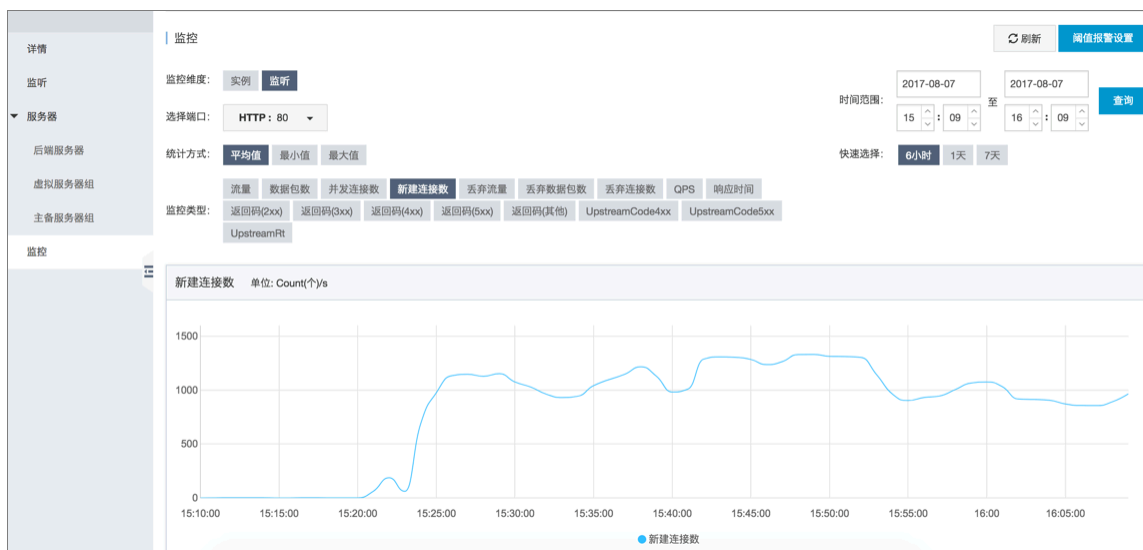 详情
监听
服务器
后端服务器
虚拟服务器组
主备服务器组
监控
监控
刷新 阈值报警设置
监控维度: 实例 监听
选择端口: HTTP : 80
时间范围: 2017-08-07 15 : 09 至 2017-08-07 16 : 09 查询
统计方式: 平均值 最小值 最大值
快速选择: 6小时 1天 7天
监控类型: 流量 数据包数 并发连接数 新建连接数 丢弃流量 丢弃数据包数 丢弃连接数 QPS 响应时间
返回码(2xx) 返回码(3xx) 返回码(4xx) 返回码(5xx) 返回码(其他) UpstreamCode4xx UpstreamCode5xx
UpstreamRt
新建连接数 单位: Count(个)/s
1500
1000
500
0
15:10:00 15:15:00 15:20:00 15:25:00 15:30:00 15:35:00 15:40:00 15:45:00 15:50:00 15:55:00 16:00 16:05:00
新建连接数